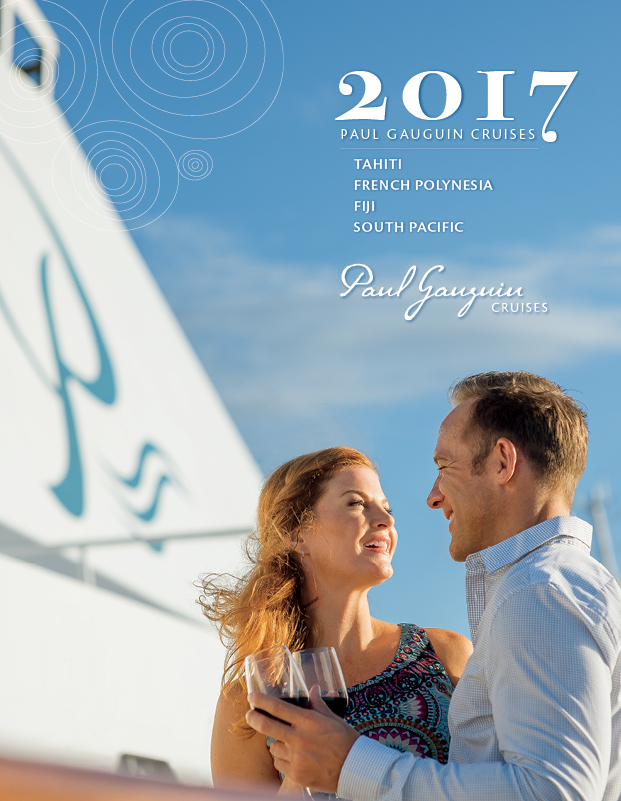 2017
PAUL GAUGUIN CRUISES
TAHITI
FRENCH POLYNESIA
FIJI
SOUTH PACIFIC
Paul Gauguin
CRUISES